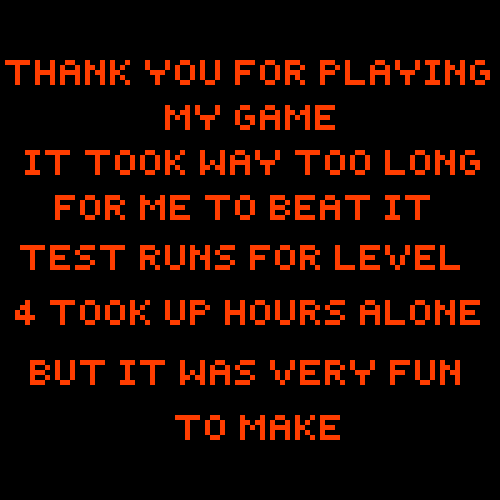 THANK YOU FOR PLAYING
MY GAME
IT TOOK WAY TOO LONG
FOR ME TO BEAT IT
TEST RUNS FOR LEVEL
4 TOOK UP HOURS ALONE
BUT IT WAS VERY FUN
TO MAKE